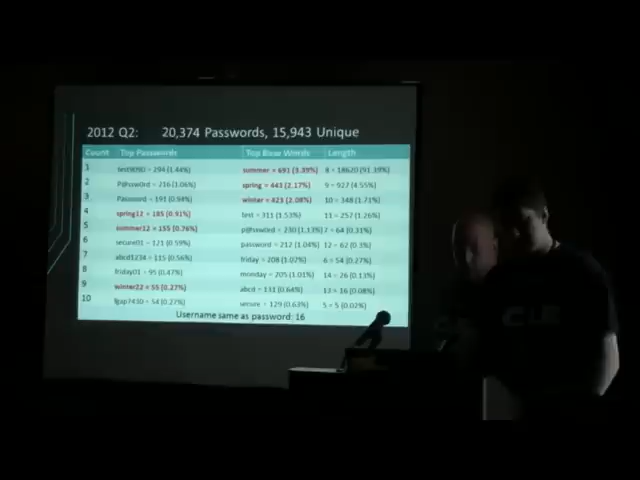 2012 Q2: 20,374 Passwords, 15,943 Unique
Count Top Passwords Top Base Words Length
1 test9090 = 294 (1.44%) summer = 691 (3.39%) 8 = 18620 (91.39%)
2 P@ssw0rd = 216 (1.06%) spring = 443 (2.17%) 9 = 927 (4.55%)
3 Password = 191 (0.94%) winter = 423 (2.08%) 10 = 348 (1.71%)
4 spring12 = 185 (0.91%) test = 311 (1.53%) 11 = 257 (1.26%)
5 summer12 = 155 (0.76%) p@ssw0rd = 230 (1.13%) 7 = 64 (0.31%)
6 secure01 = 121 (0.59%) password = 212 (1.04%) 12 = 62 (0.3%)
7 abcd1234 = 115 (0.56%) friday = 208 (1.02%) 6 = 54 (0.27%)
8 friday01 = 95 (0.47%) monday = 205 (1.01%) 14 = 26 (0.13%)
9 winter22 = 55 (0.27%) abcd = 131 (0.64%) 13 = 16 (0.08%)
10 = 54 (0.27%) secure = 129 (0.63%) 5 = 5 (0.02%)
Username same as password: 16